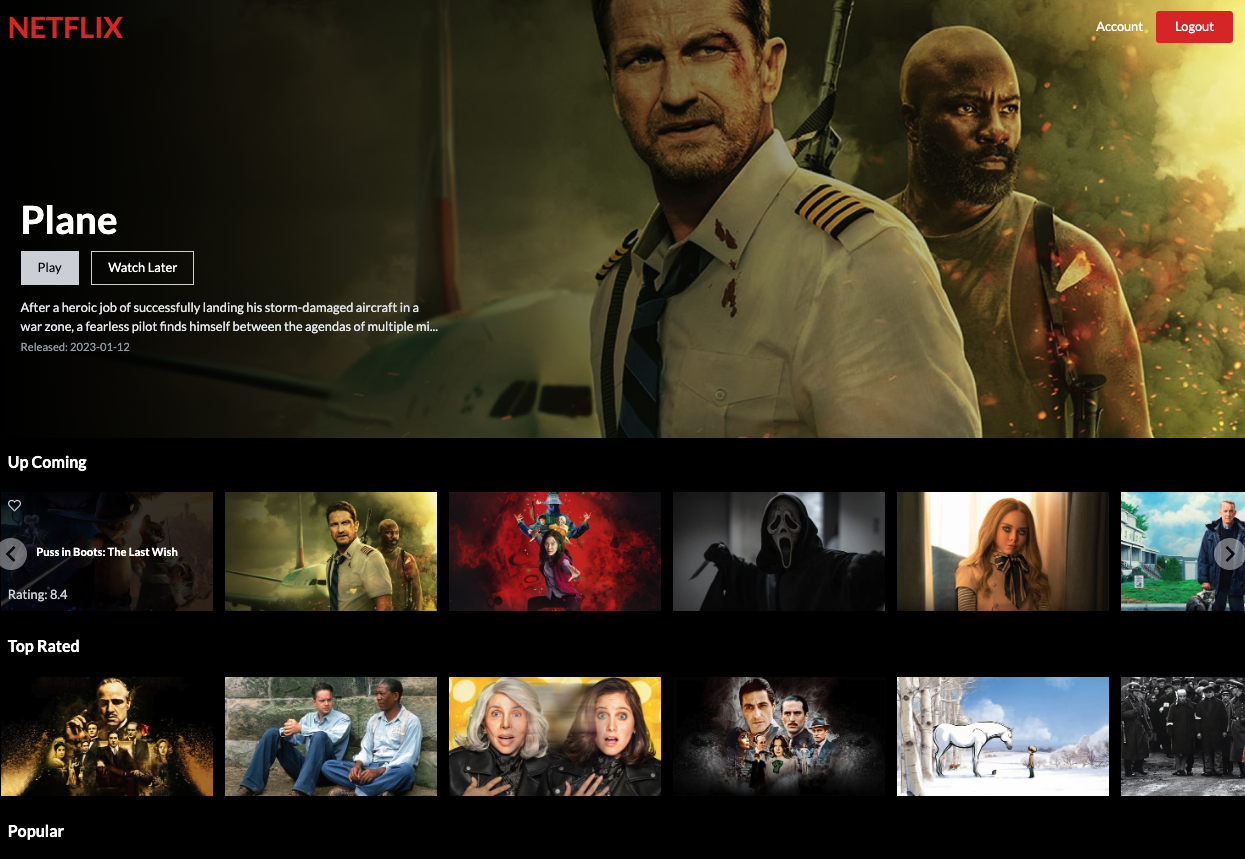 NETFLIX
Account
Logout
Plane
Play
Watch Later
After a heroic job of successfully landing his storm-damaged aircraft in a
war zone, a fearless pilot finds himself between the agendas of multiple mi...
Released: 2023-01-12
Up Coming
Puss in Boots: The Last Wish
Rating: 8.4
Top Rated
Popular